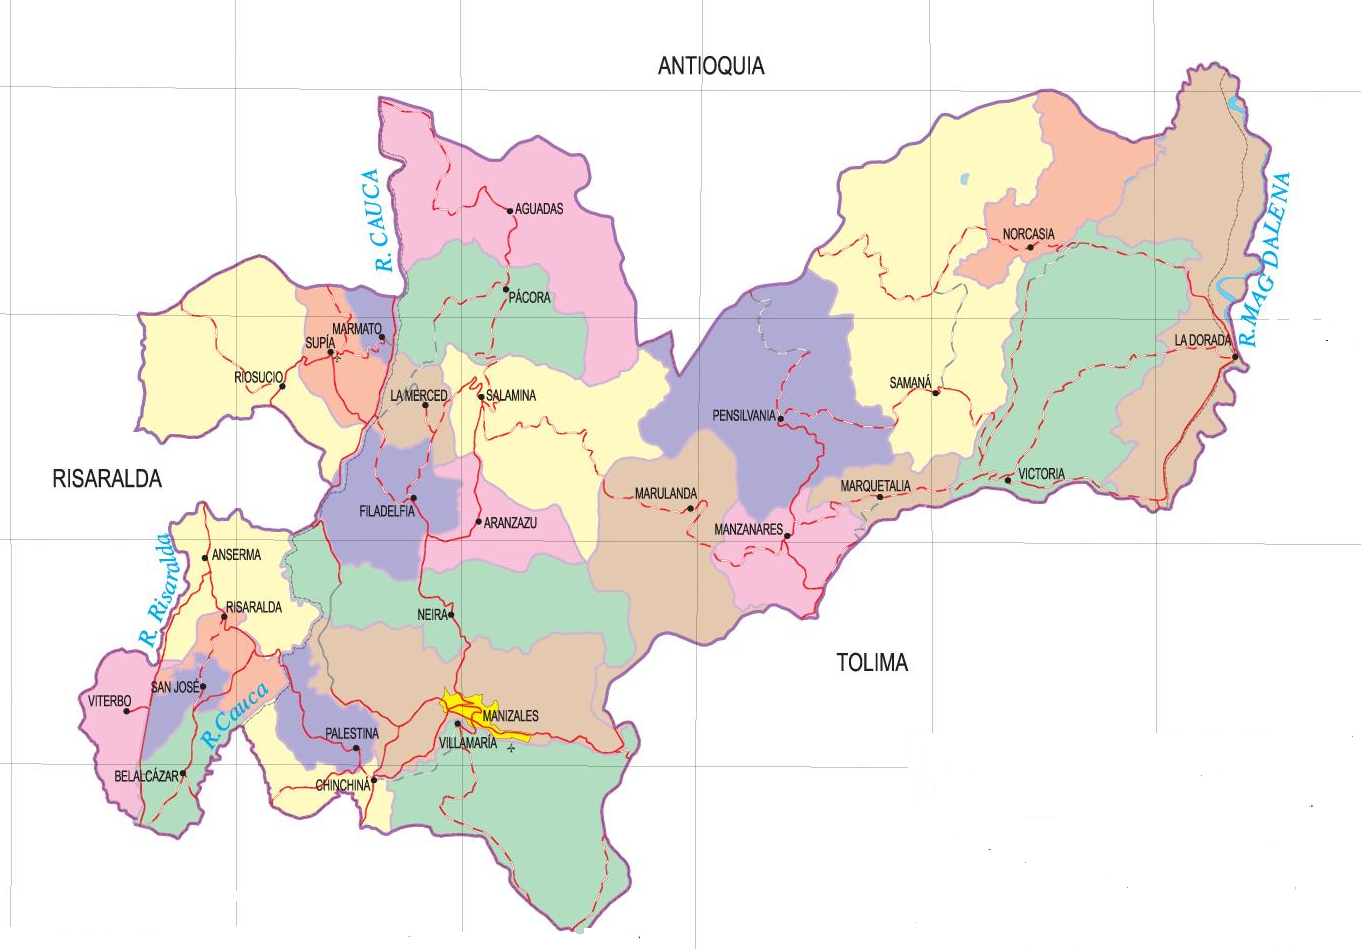 ANTIOQUIA
R. CAUCA
AGUADAS
R. MAGDALENA
NORCASIA
PÁCORA
MARMATO
SUPÍA
LA DORADA
RIOSUCIO
SAMANÁ
LA MERCED
SALAMINA
PENSILVANIA
RISARALDA
VICTORIA
MARQUETALIA
MARULANDA
FILADELFIA
ARANZAZU
MANZANARES
ANSERMA
R. Risaralda
RISARALDA
NEIRA
TOLIMA
SAN JOSÉ
VITERBO
R. Cauca
MANIZALES
PALESTINA
VILLAMARÍA
BELALCÁZAR
CHINCHINÁ